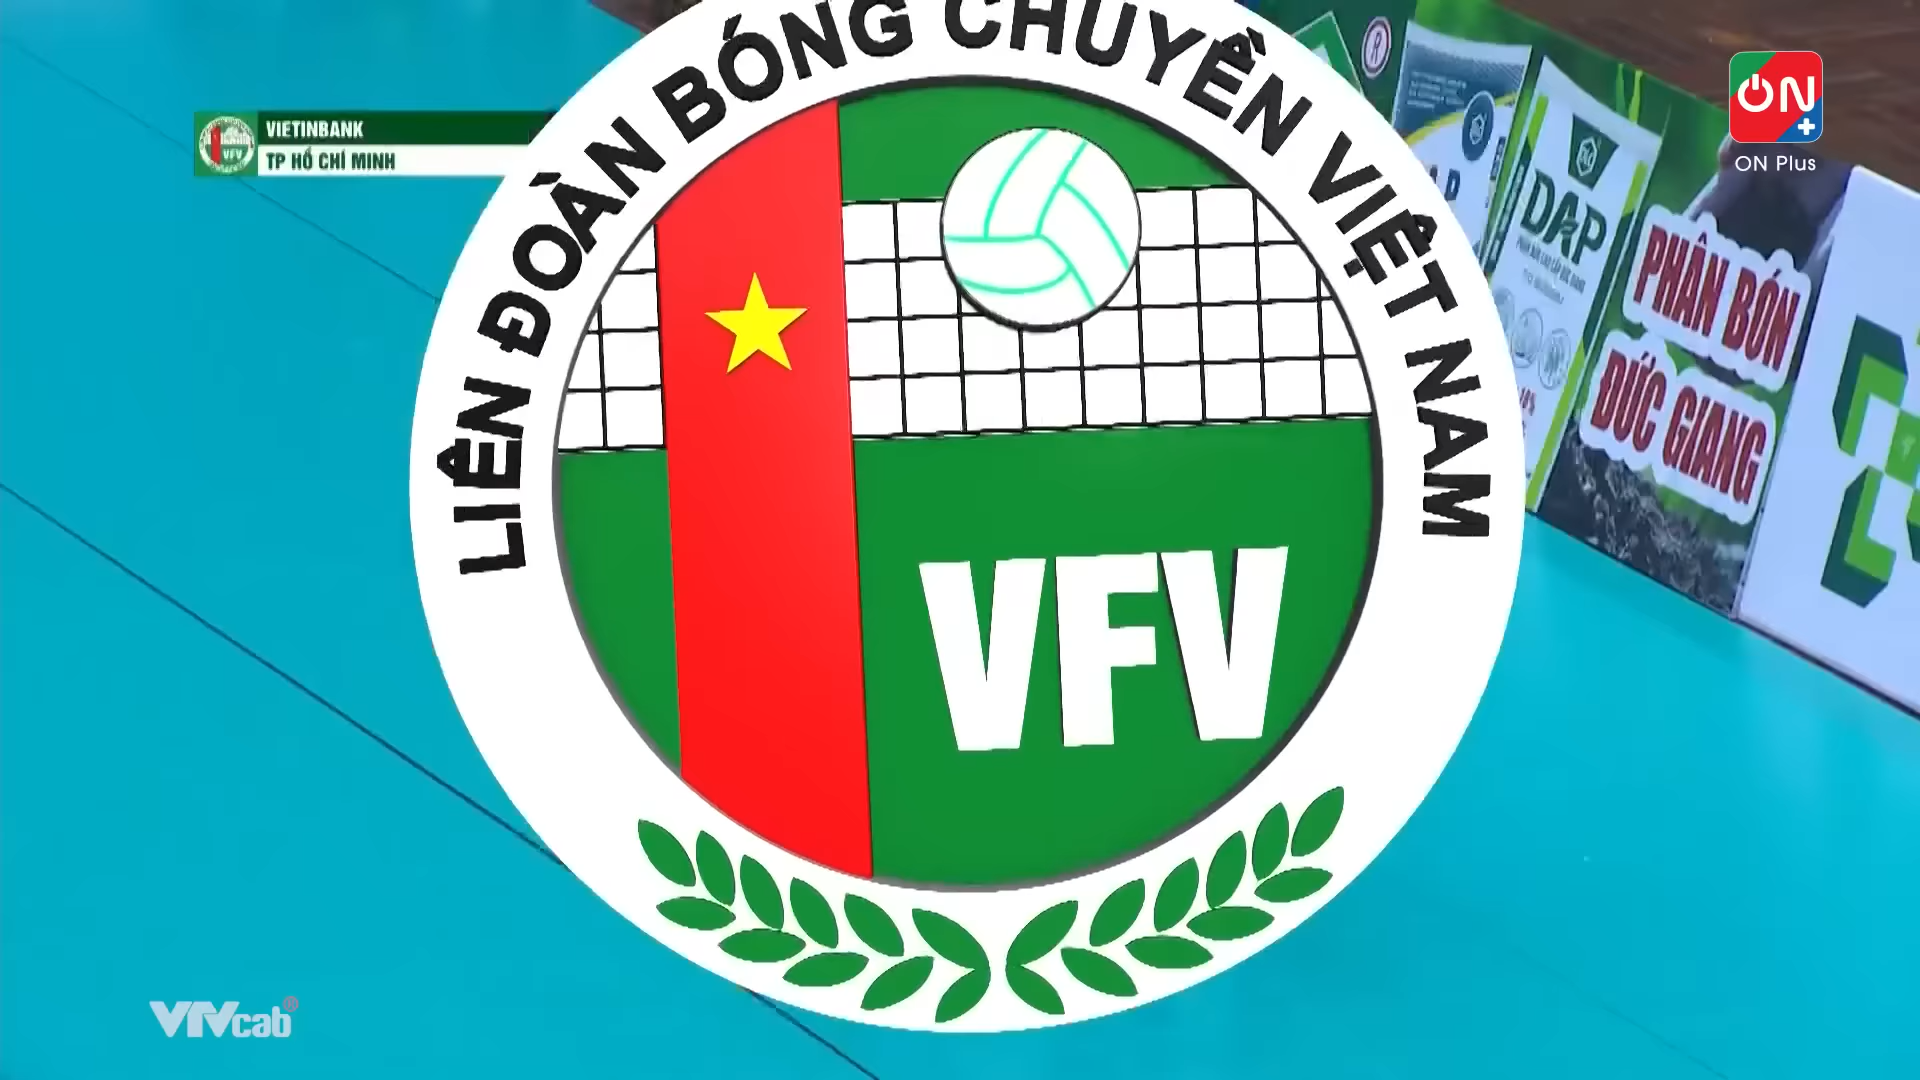 LIÊN ĐOÀN BÓNG CHUYỀN VIỆT NAM
VFV
VIETINBANK
TP HỒ CHÍ MINH
VFV
ON
ON Plus
DAP
PHÂN BÓN
ĐỨC GIANG
VTVcab®
®